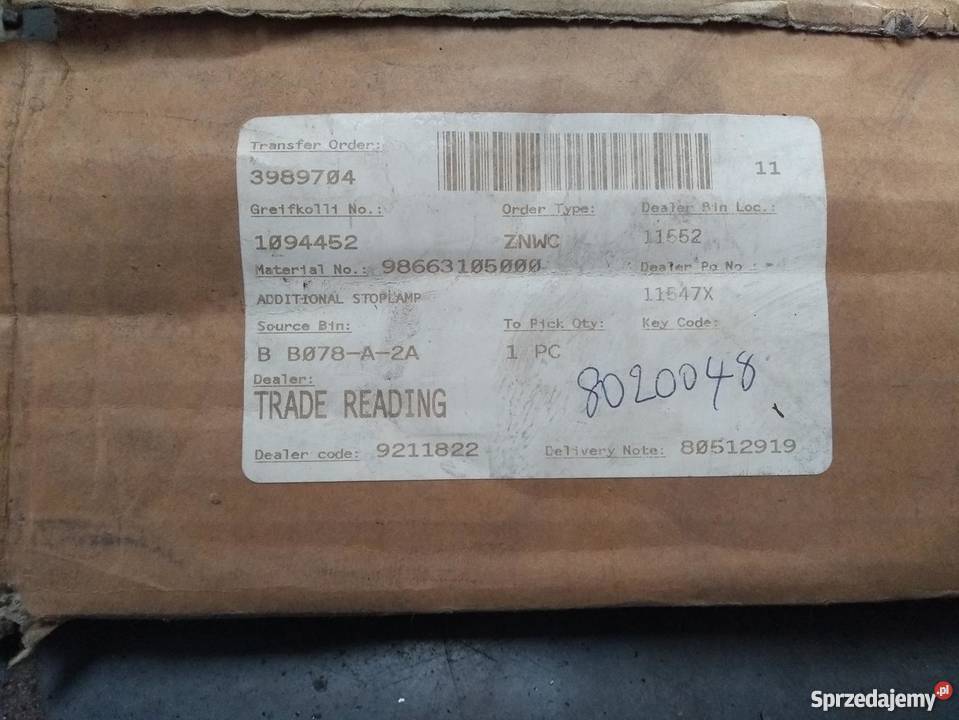 Transfer Order:
3989704
11
Greifkolli No.:
Order Type:
Dealer Bin Loc.:
1094452
ZNWC
11552
Material No.: 98663105000
Dealer Po No.:
ADDITIONAL STOPLAMP
11547X
Source Bin:
To Pick Qty:
Key Code:
B B078-A-2A
1 PC
8020048
Dealer:
TRADE READING
Dealer code: 9211822
Delivery Note: 80512919
Sprzedajemy.pl